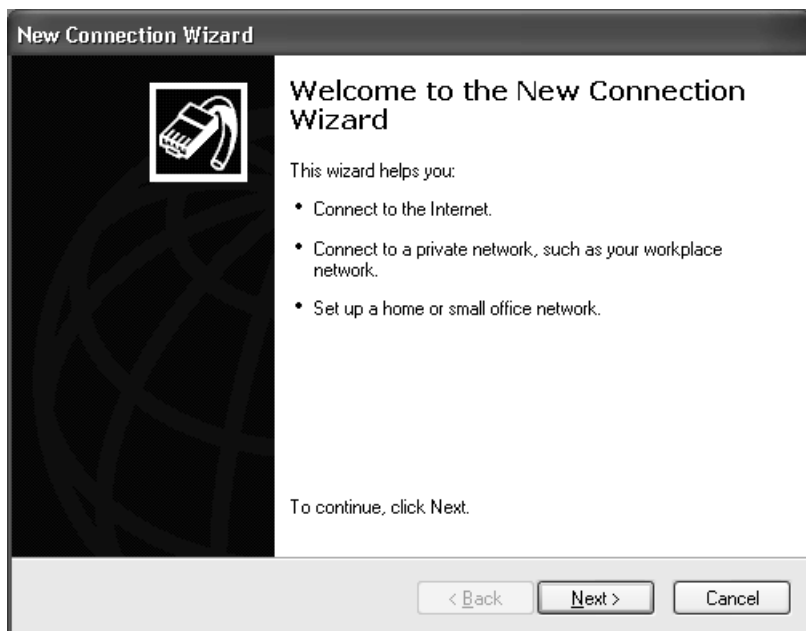 New Connection Wizard
Welcome to the New Connection
Wizard
This wizard helps you:
• Connect to the Internet.
• Connect to a private network, such as your workplace
network.
• Set up a home or small office network.
To continue, click Next.
< Back
Next >
Cancel